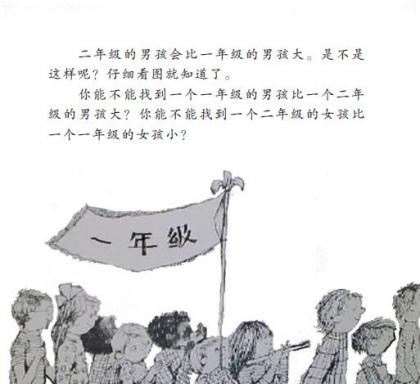 二年级的男孩会比一年级的男孩大。是不是
这样呢？仔细看图就知道了。
你能不能找到一个一年级的男孩比一个二年
级的男孩大？你能不能找到一个二年级的女孩比
一个一年级的女孩小？
一年级